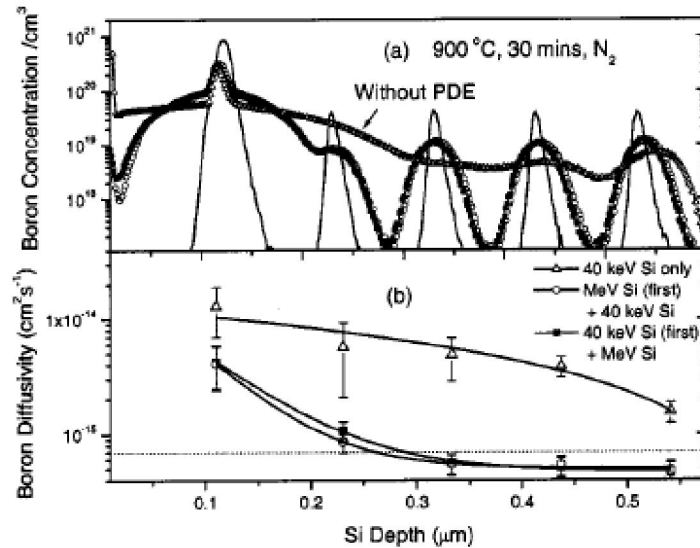 (a) 900 °C, 30 mins, N₂
Without PDE
Boron Concentration /cm³
10²¹
10²⁰
10¹⁹
10¹⁸
(b)
40 keV Si only
MeV Si (first)
+ 40 keV Si
40 keV Si (first)
+ MeV Si
Boron Diffusivity (cm²s⁻¹)
1x10⁻¹⁴
10⁻¹⁵
0.1 0.2 0.3 0.4 0.5
Si Depth (μm)